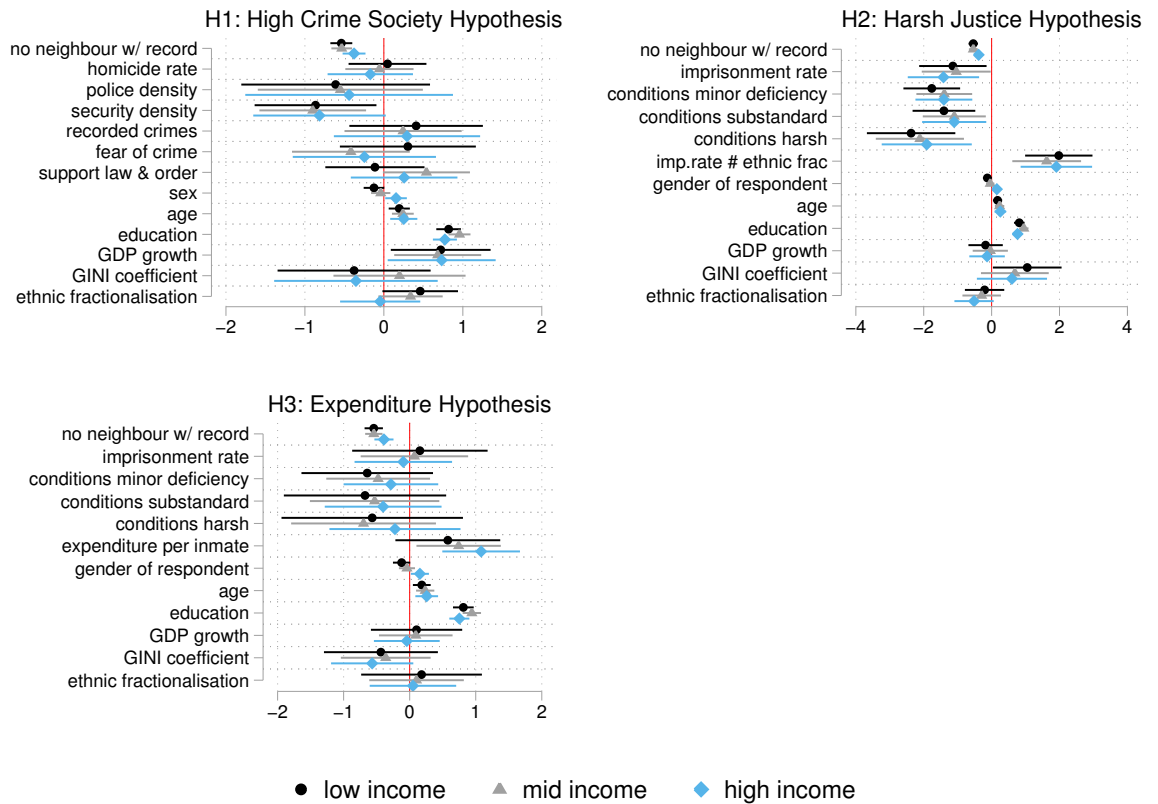 H1: High Crime Society Hypothesis
no neighbour w/ record
homicide rate
police density
security density
recorded crimes
fear of crime
support law & order
sex
age
education
GDP growth
GINI coefficient
ethnic fractionalisation
−2 −1 0 1 2
H2: Harsh Justice Hypothesis
no neighbour w/ record
imprisonment rate
conditions minor deficiency
conditions substandard
conditions harsh
imp.rate # ethnic frac
gender of respondent
age
education
GDP growth
GINI coefficient
ethnic fractionalisation
−4 −2 0 2 4
H3: Expenditure Hypothesis
no neighbour w/ record
imprisonment rate
conditions minor deficiency
conditions substandard
conditions harsh
expenditure per inmate
gender of respondent
age
education
GDP growth
GINI coefficient
ethnic fractionalisation
−2 −1 0 1 2
low income mid income high income